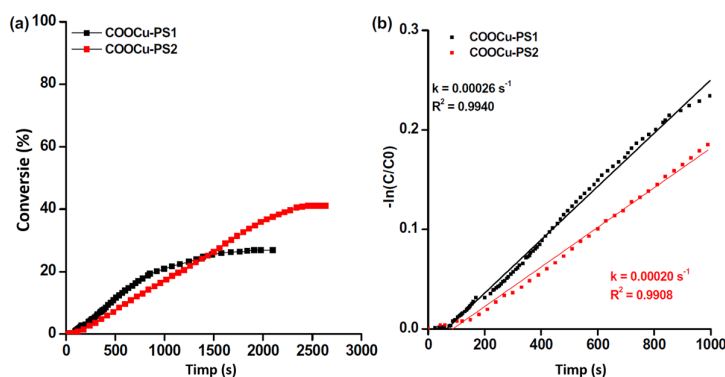 (a)
COOCu-PS1
COOCu-PS2
Conversie (%)
100
80
60
40
20
0
0 500 1000 1500 2000 2500 3000
Timp (s)
(b)
COOCu-PS1
COOCu-PS2
k = 0.00026 s⁻¹
R² = 0.9940
k = 0.00020 s⁻¹
R² = 0.9908
-ln(C/C0)
0.3
0.2
0.1
0.0
0 200 400 600 800 1000
Timp (s)